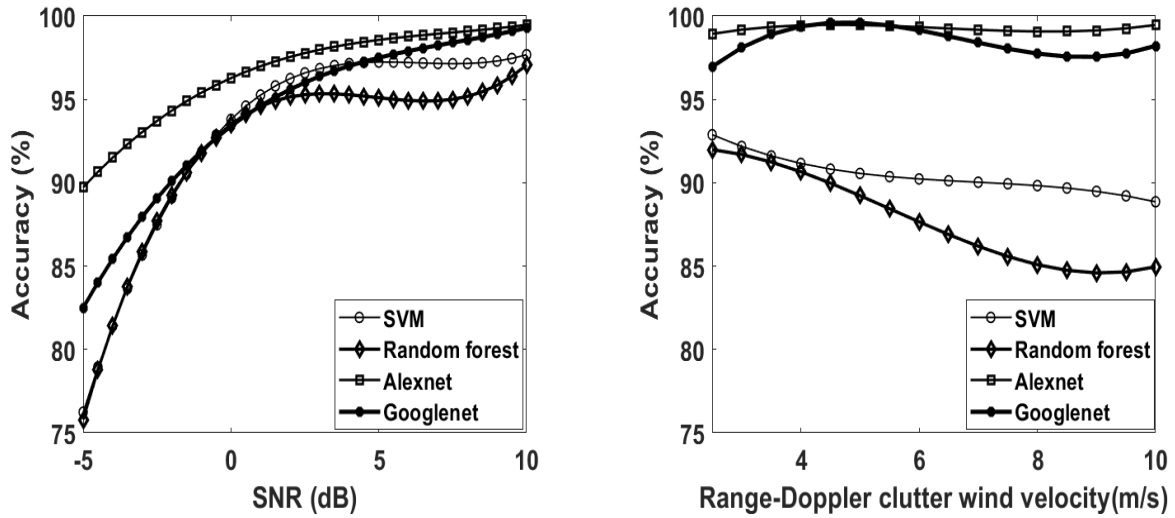 100
95
90
85
80
75
Accuracy (%)
SVM
Random forest
Alexnet
Googlenet
-5
0
5
10
SNR (dB)
100
95
90
85
80
75
Accuracy (%)
SVM
Random forest
Alexnet
Googlenet
4
6
8
10
Range-Doppler clutter wind velocity(m/s)